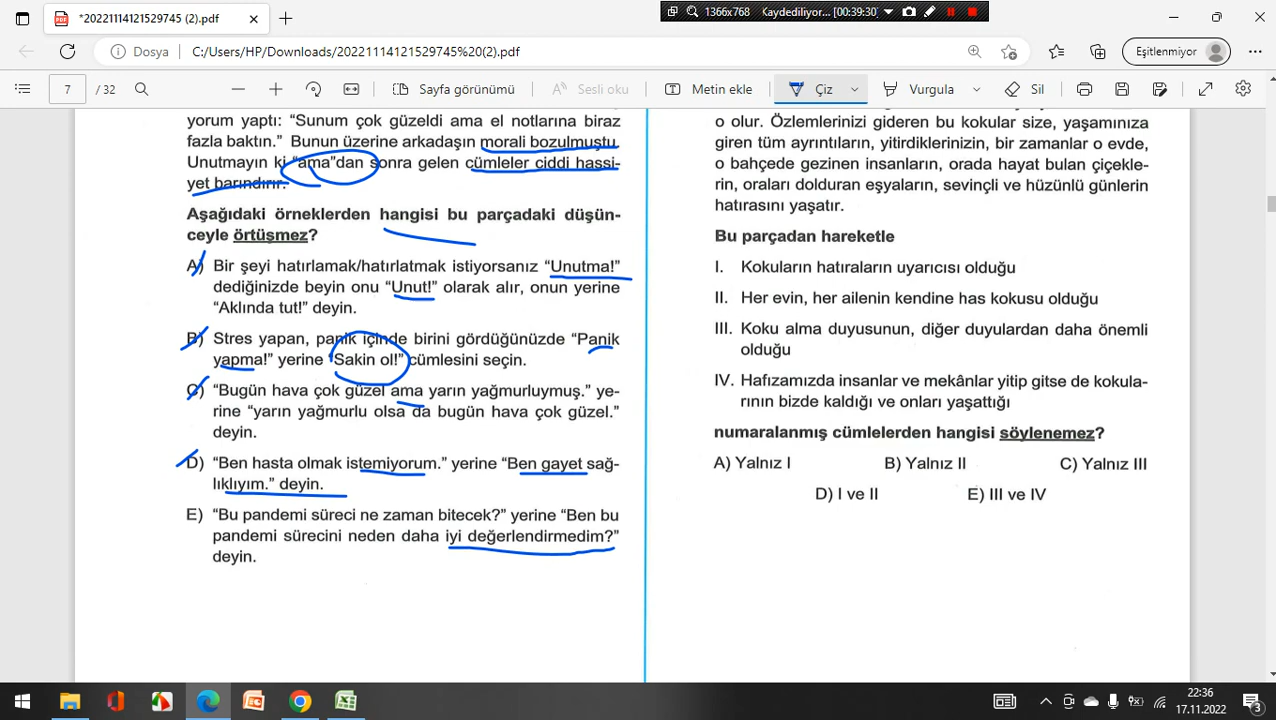 *20221114121529745 (2).pdf
1366x768 Kaydediliyor... [00:39:30]
Dosya C:/Users/HP/Downloads/20221114121529745%20(2).pdf
Eşitlenmiyor
7 / 32
Sayfa görünümü
Sesli oku
Metin ekle
Çiz
Vurgula
Sil
yorum yaptı: “Sunum çok güzeldi ama el notlarına biraz
fazla baktın.” Bunun üzerine arkadaşın morali bozulmuştu.
Unutmayın ki “ama”dan sonra gelen cümleler ciddi hassi-
yet barındırır.
Aşağıdaki örneklerden hangisi bu parçadaki düşün-
ceyle örtüşmez?
A) Bir şeyi hatırlamak/hatırlatmak istiyorsanız “Unutma!”
dediğinizde beyin onu “Unut!” olarak alır, onun yerine
“Aklında tut!” deyin.
B) Stres yapan, panik içinde birini gördüğünüzde “Panik
yapma!” yerine “Sakin ol!” cümlesini seçin.
C) “Bugün hava çok güzel ama yarın yağmurluymuş.” ye-
rine “yarın yağmurlu olsa da bugün hava çok güzel.”
deyin.
D) “Ben hasta olmak istemiyorum.” yerine “Ben gayet sağ-
lıklıyım.” deyin.
E) “Bu pandemi süreci ne zaman bitecek?” yerine “Ben bu
pandemi sürecini neden daha iyi değerlendirmedim?”
deyin.
o olur. Özlemlerinizi gideren bu kokular size, yaşamınıza
giren tüm ayrıntıların, yitirdiklerinizin, bir zamanlar o evde,
o bahçede gezinen insanların, orada hayat bulan çiçekle-
rin, oraları dolduran eşyaların, sevinçli ve hüzünlü günlerin
hatırasını yaşatır.
Bu parçadan hareketle
I. Kokuların hatıraların uyarıcısı olduğu
II. Her evin, her ailenin kendine has kokusu olduğu
III. Koku alma duyusunun, diğer duyulardan daha önemli
olduğu
IV. Hafızamızda insanlar ve mekânlar yitip gitse de kokula-
rının bizde kaldığı ve onları yaşattığı
numaralanmış cümlelerden hangisi söylenemez?
A) Yalnız I B) Yalnız II C) Yalnız III
D) I ve II E) III ve IV
22:36
17.11.2022
3